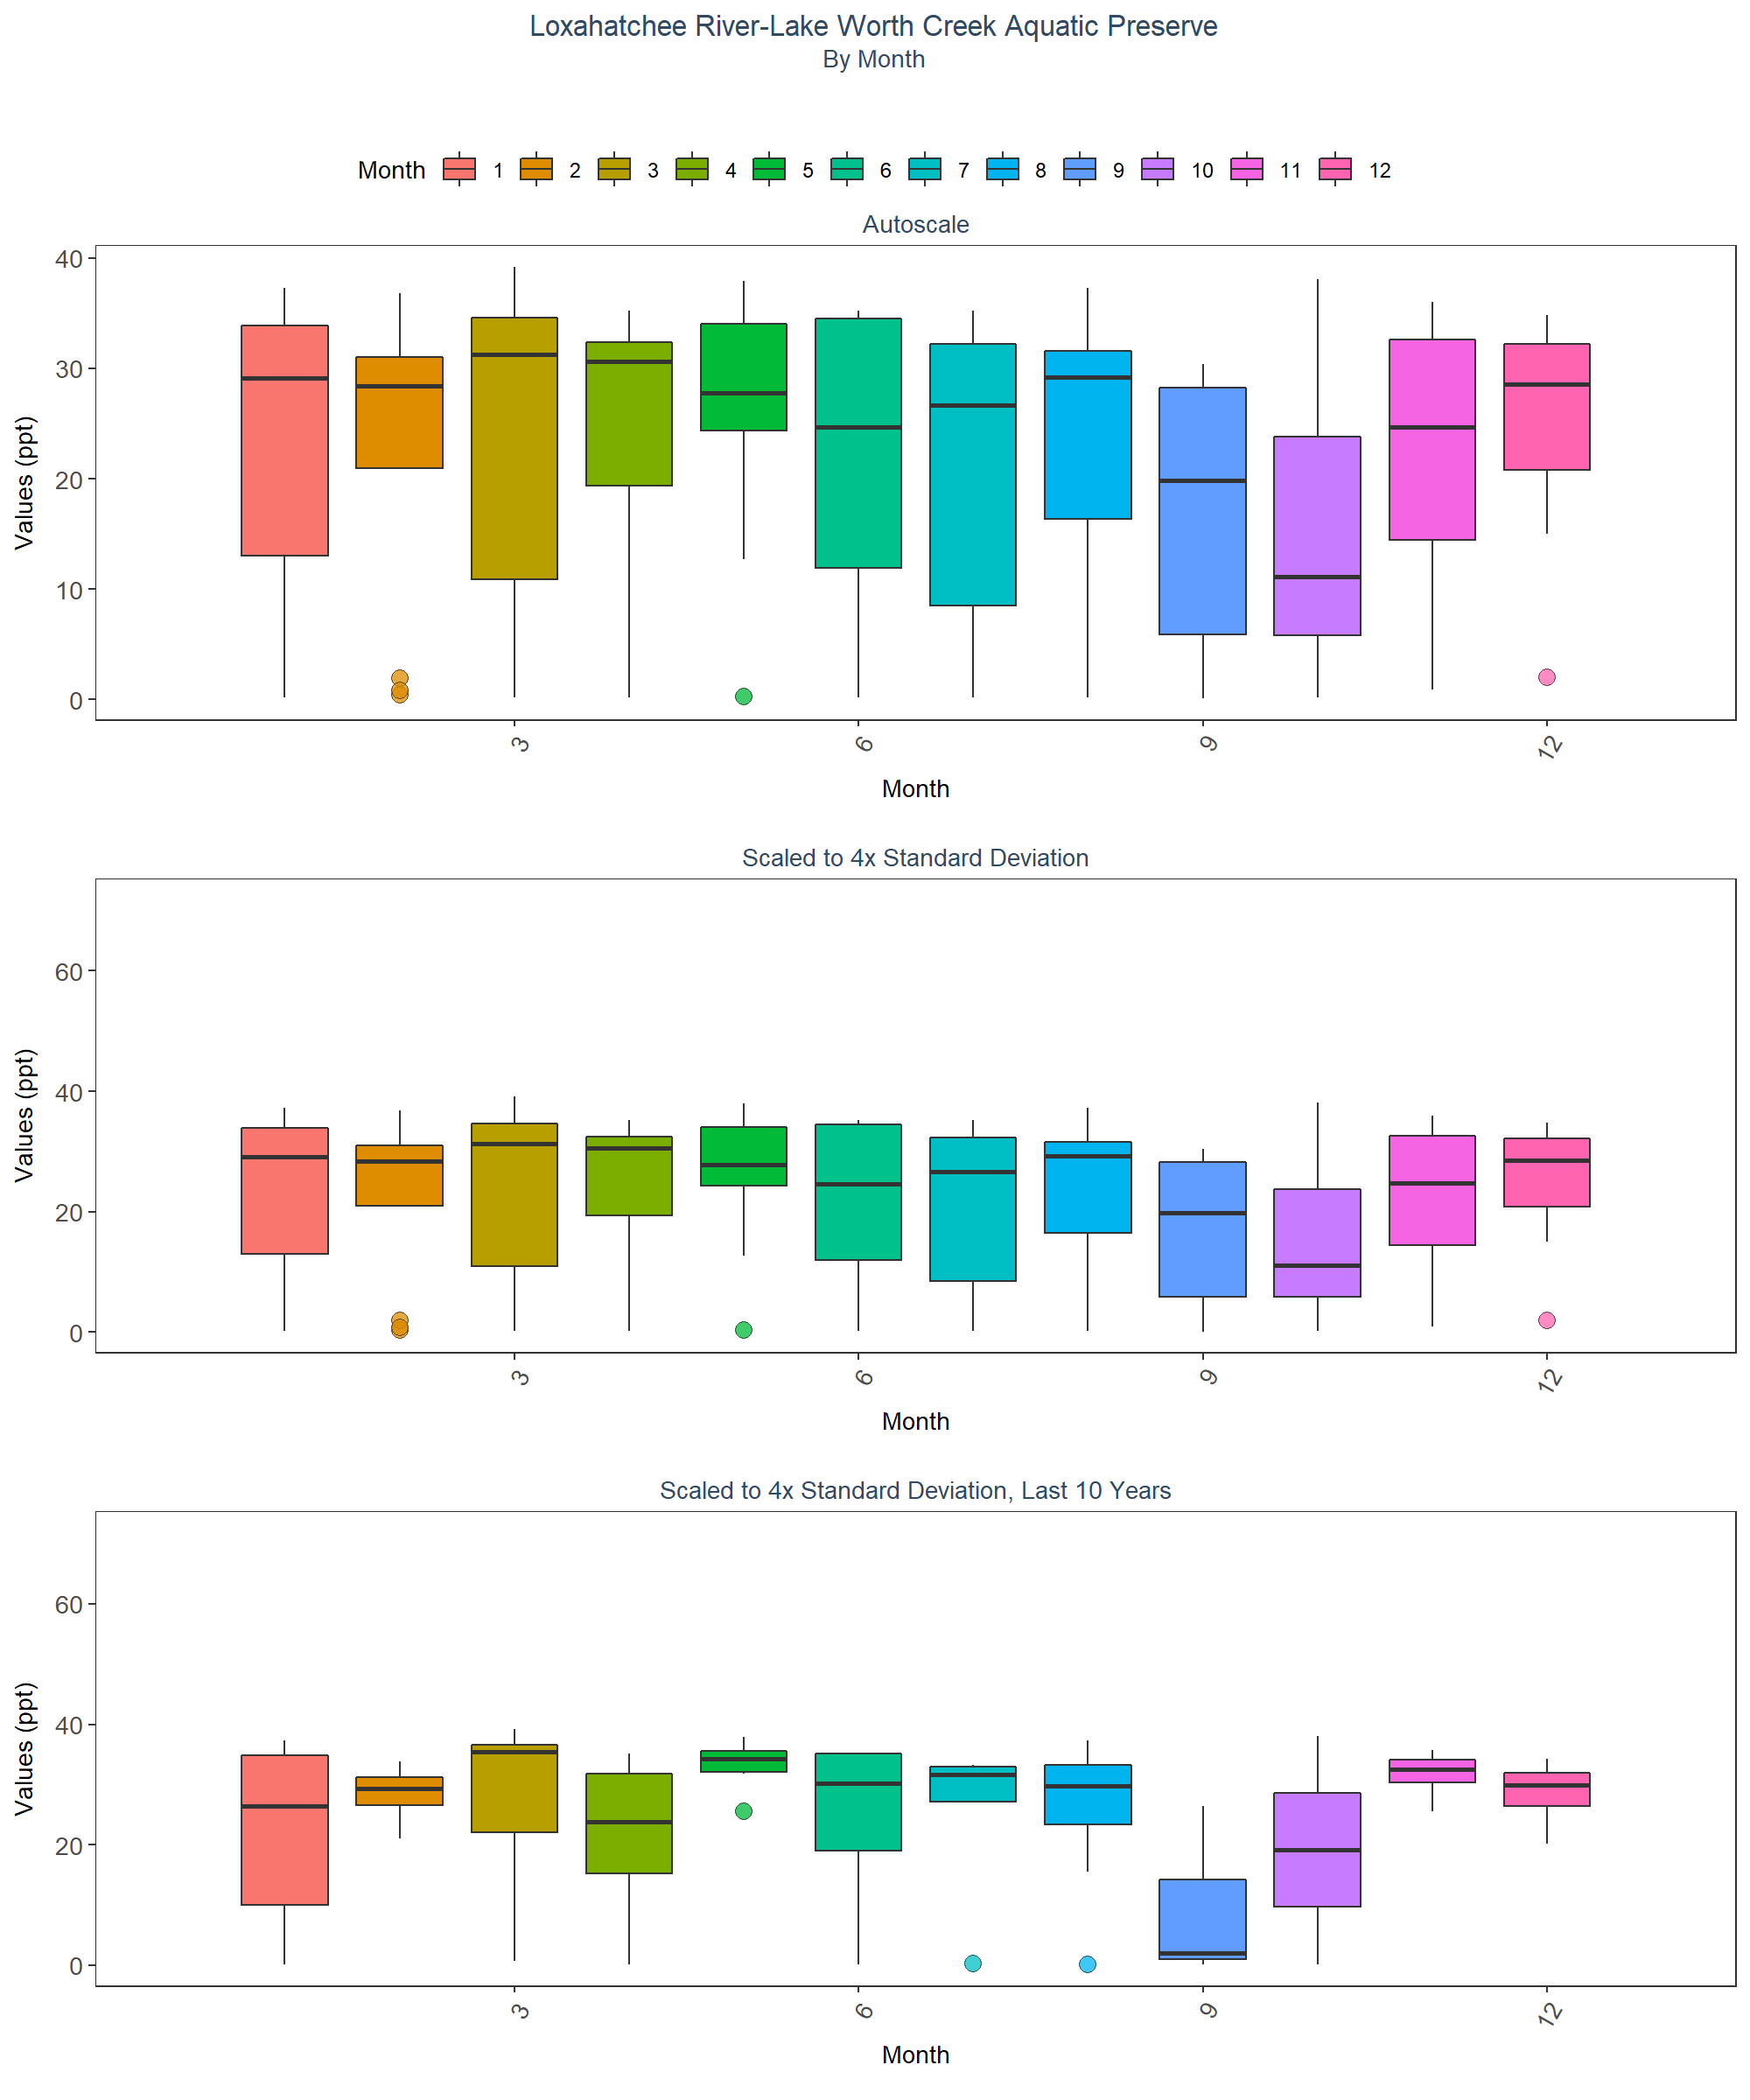 Loxahatchee River-Lake Worth Creek Aquatic Preserve
By Month
Month 1 2 3 4 5 6 7 8 9 10 11 12
Autoscale
Values (ppt)
40
30
20
10
0
3 6 9 12
Month
Scaled to 4x Standard Deviation
Values (ppt)
60
40
20
0
3 6 9 12
Month
Scaled to 4x Standard Deviation, Last 10 Years
Values (ppt)
60
40
20
0
3 6 9 12
Month